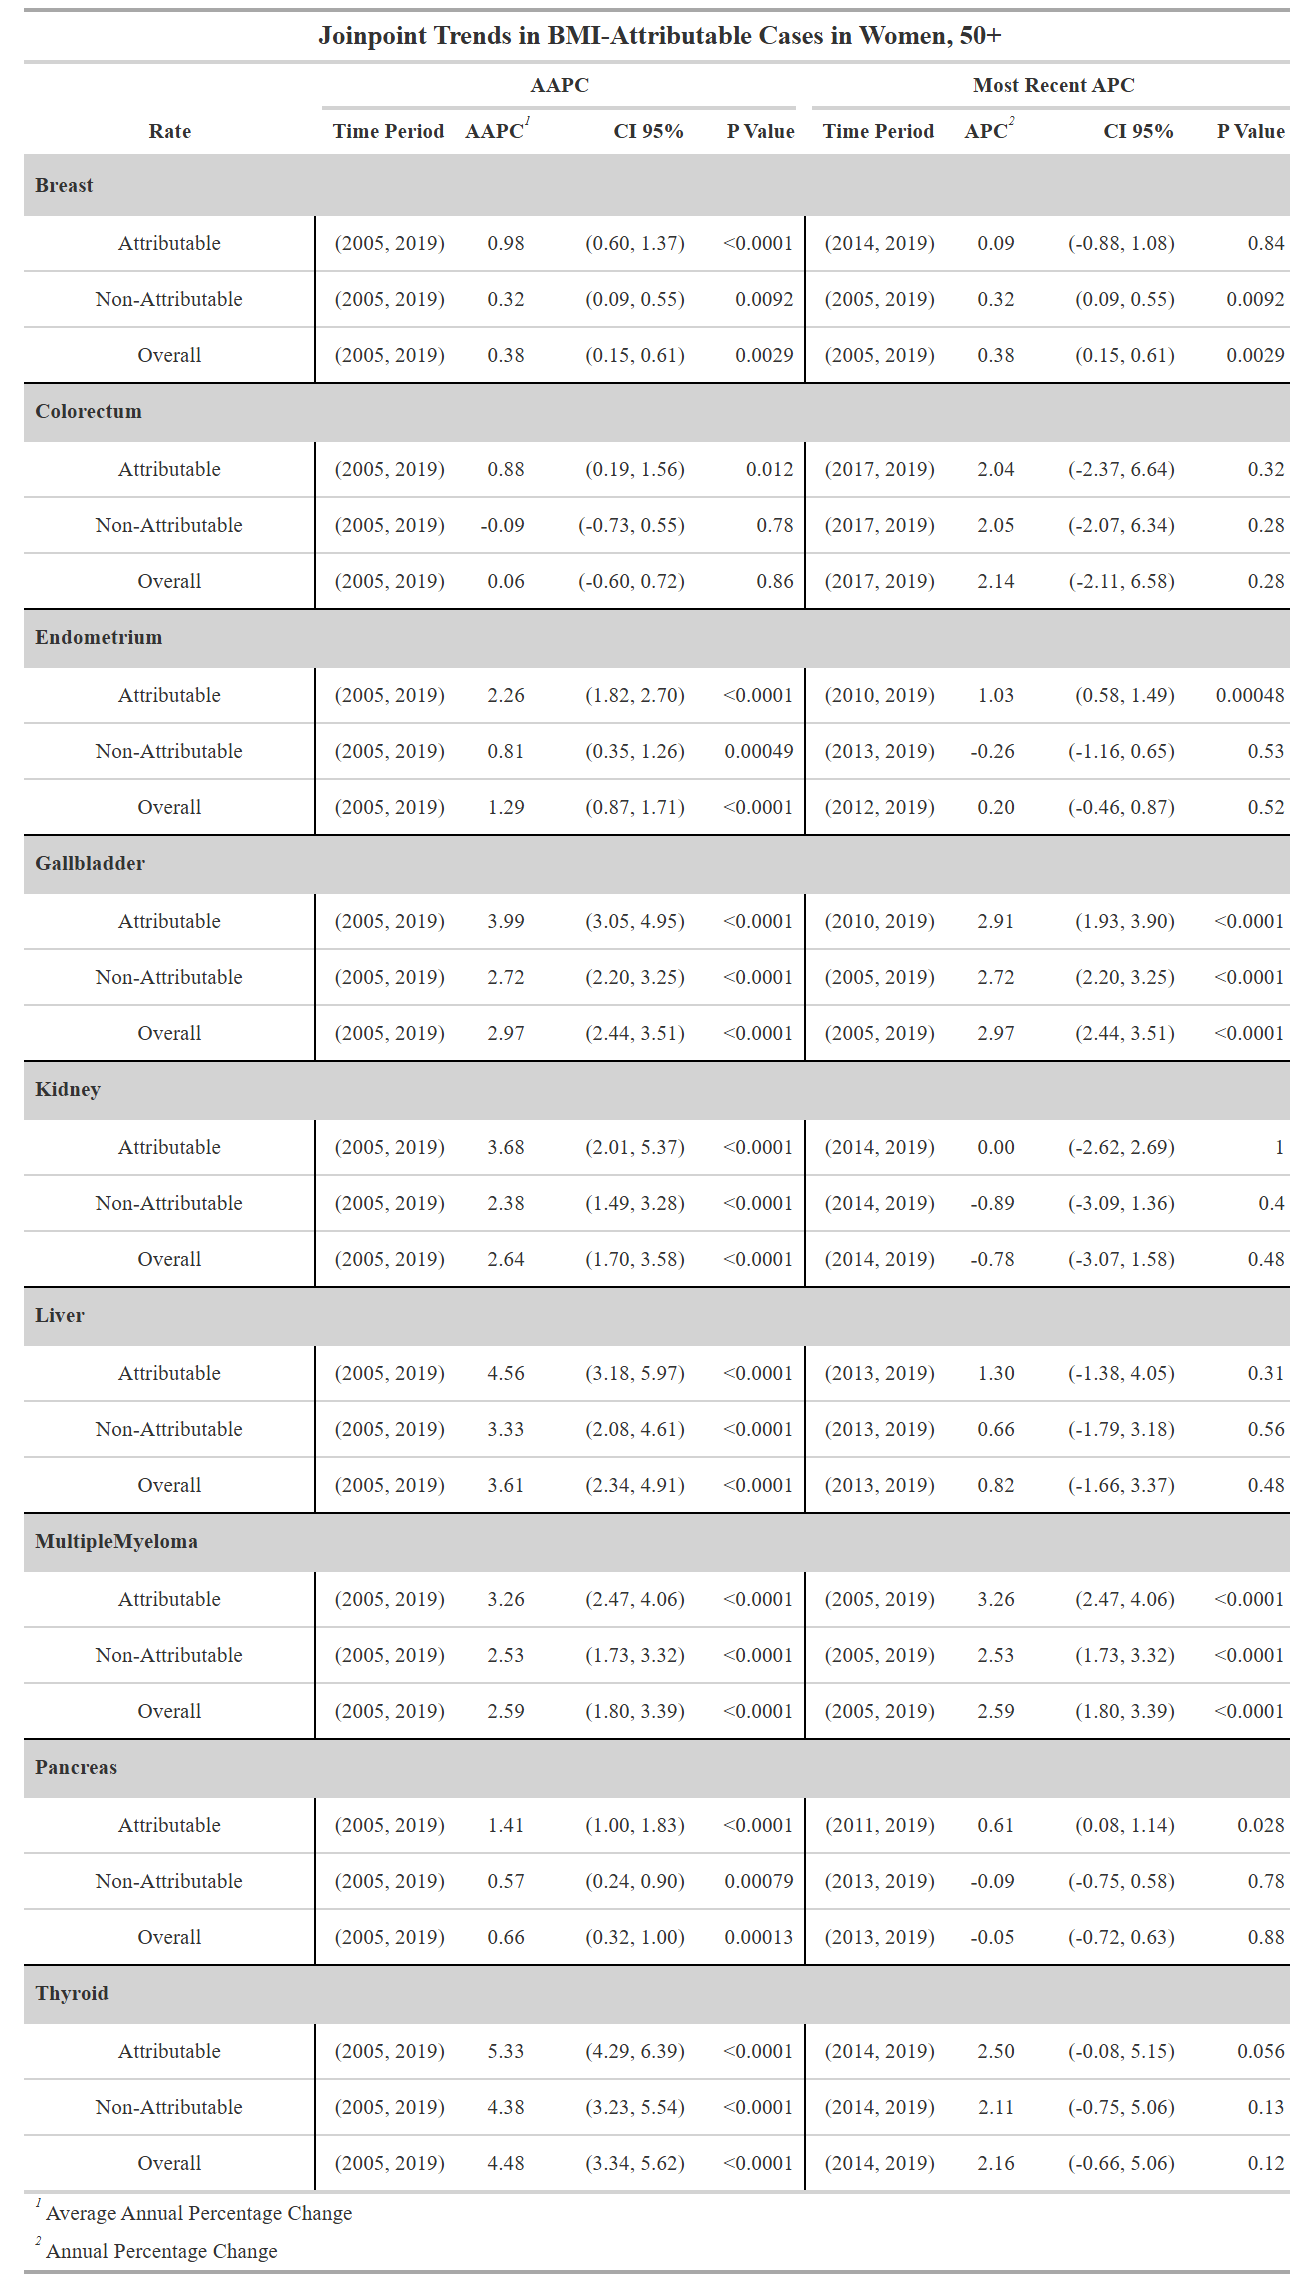 Joinpoint Trends in BMI-Attributable Cases in Women, 50+
AAPC Most Recent APC
Rate Time Period AAPC1 CI 95% P Value Time Period APC2 CI 95% P Value
Breast
Attributable (2005, 2019) 0.98 (0.60, 1.37) <0.0001 (2014, 2019) 0.09 (-0.88, 1.08) 0.84
Non-Attributable (2005, 2019) 0.32 (0.09, 0.55) 0.0092 (2005, 2019) 0.32 (0.09, 0.55) 0.0092
Overall (2005, 2019) 0.38 (0.15, 0.61) 0.0029 (2005, 2019) 0.38 (0.15, 0.61) 0.0029
Colorectum
Attributable (2005, 2019) 0.88 (0.19, 1.56) 0.012 (2017, 2019) 2.04 (-2.37, 6.64) 0.32
Non-Attributable (2005, 2019) -0.09 (-0.73, 0.55) 0.78 (2017, 2019) 2.05 (-2.07, 6.34) 0.28
Overall (2005, 2019) 0.06 (-0.60, 0.72) 0.86 (2017, 2019) 2.14 (-2.11, 6.58) 0.28
Endometrium
Attributable (2005, 2019) 2.26 (1.82, 2.70) <0.0001 (2010, 2019) 1.03 (0.58, 1.49) 0.00048
Non-Attributable (2005, 2019) 0.81 (0.35, 1.26) 0.00049 (2013, 2019) -0.26 (-1.16, 0.65) 0.53
Overall (2005, 2019) 1.29 (0.87, 1.71) <0.0001 (2012, 2019) 0.20 (-0.46, 0.87) 0.52
Gallbladder
Attributable (2005, 2019) 3.99 (3.05, 4.95) <0.0001 (2010, 2019) 2.91 (1.93, 3.90) <0.0001
Non-Attributable (2005, 2019) 2.72 (2.20, 3.25) <0.0001 (2005, 2019) 2.72 (2.20, 3.25) <0.0001
Overall (2005, 2019) 2.97 (2.44, 3.51) <0.0001 (2005, 2019) 2.97 (2.44, 3.51) <0.0001
Kidney
Attributable (2005, 2019) 3.68 (2.01, 5.37) <0.0001 (2014, 2019) 0.00 (-2.62, 2.69) 1
Non-Attributable (2005, 2019) 2.38 (1.49, 3.28) <0.0001 (2014, 2019) -0.89 (-3.09, 1.36) 0.4
Overall (2005, 2019) 2.64 (1.70, 3.58) <0.0001 (2014, 2019) -0.78 (-3.07, 1.58) 0.48
Liver
Attributable (2005, 2019) 4.56 (3.18, 5.97) <0.0001 (2013, 2019) 1.30 (-1.38, 4.05) 0.31
Non-Attributable (2005, 2019) 3.33 (2.08, 4.61) <0.0001 (2013, 2019) 0.66 (-1.79, 3.18) 0.56
Overall (2005, 2019) 3.61 (2.34, 4.91) <0.0001 (2013, 2019) 0.82 (-1.66, 3.37) 0.48
MultipleMyeloma
Attributable (2005, 2019) 3.26 (2.47, 4.06) <0.0001 (2005, 2019) 3.26 (2.47, 4.06) <0.0001
Non-Attributable (2005, 2019) 2.53 (1.73, 3.32) <0.0001 (2005, 2019) 2.53 (1.73, 3.32) <0.0001
Overall (2005, 2019) 2.59 (1.80, 3.39) <0.0001 (2005, 2019) 2.59 (1.80, 3.39) <0.0001
Pancreas
Attributable (2005, 2019) 1.41 (1.00, 1.83) <0.0001 (2011, 2019) 0.61 (0.08, 1.14) 0.028
Non-Attributable (2005, 2019) 0.57 (0.24, 0.90) 0.00079 (2013, 2019) -0.09 (-0.75, 0.58) 0.78
Overall (2005, 2019) 0.66 (0.32, 1.00) 0.00013 (2013, 2019) -0.05 (-0.72, 0.63) 0.88
Thyroid
Attributable (2005, 2019) 5.33 (4.29, 6.39) <0.0001 (2014, 2019) 2.50 (-0.08, 5.15) 0.056
Non-Attributable (2005, 2019) 4.38 (3.23, 5.54) <0.0001 (2014, 2019) 2.11 (-0.75, 5.06) 0.13
Overall (2005, 2019) 4.48 (3.34, 5.62) <0.0001 (2014, 2019) 2.16 (-0.66, 5.06) 0.12
1 Average Annual Percentage Change
2 Annual Percentage Change